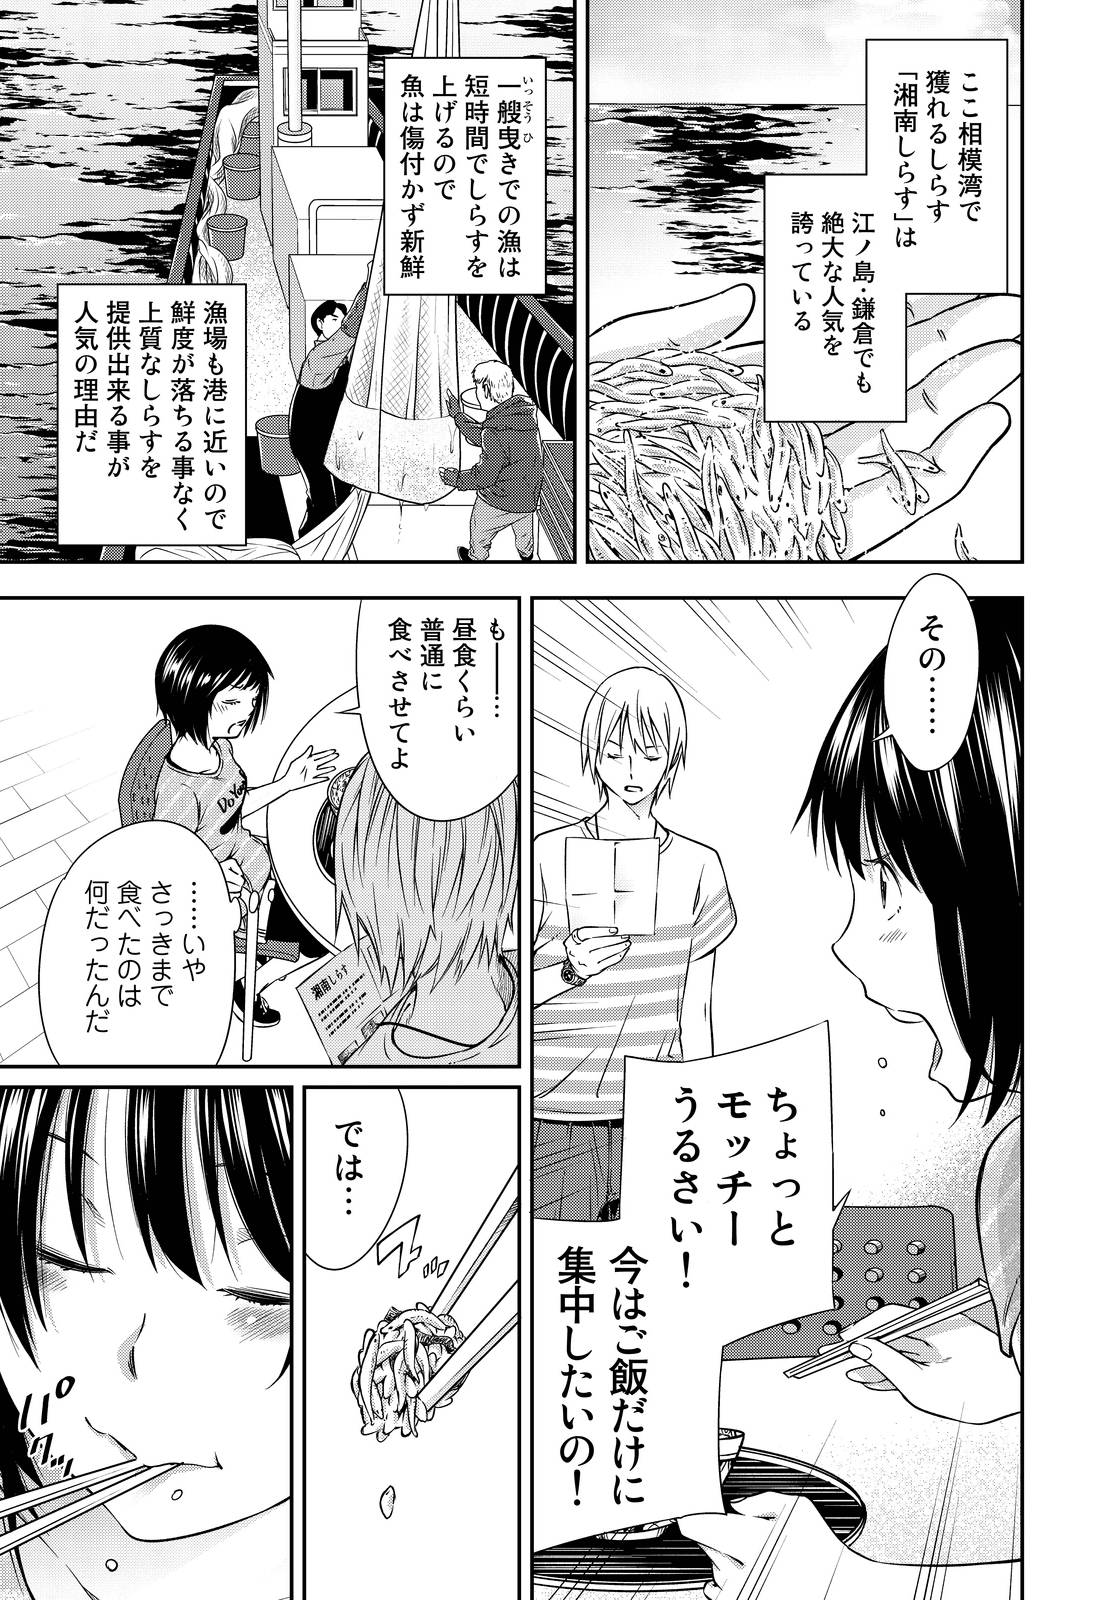 ここ相模湾で
獲れるしらす
「湘南しらす」は
江ノ島・鎌倉でも
絶大な人気を
誇っている
一艘曳きでの漁は
いっそうひ
短時間でしらすを
上げるので
魚は傷付かず新鮮
漁場も港に近いので
鮮度が落ちる事なく
上質なしらすを
提供出来る事が
人気の理由だ
その……
ちょっと
モッチー
うるさい！
今はご飯だけに
集中したいの！
も——…
昼食くらい
普通に
食べさせてよ
Do You
湘南しらす
……いや
さっきまで
食べたのは
何だったんだ
では…
パクッ